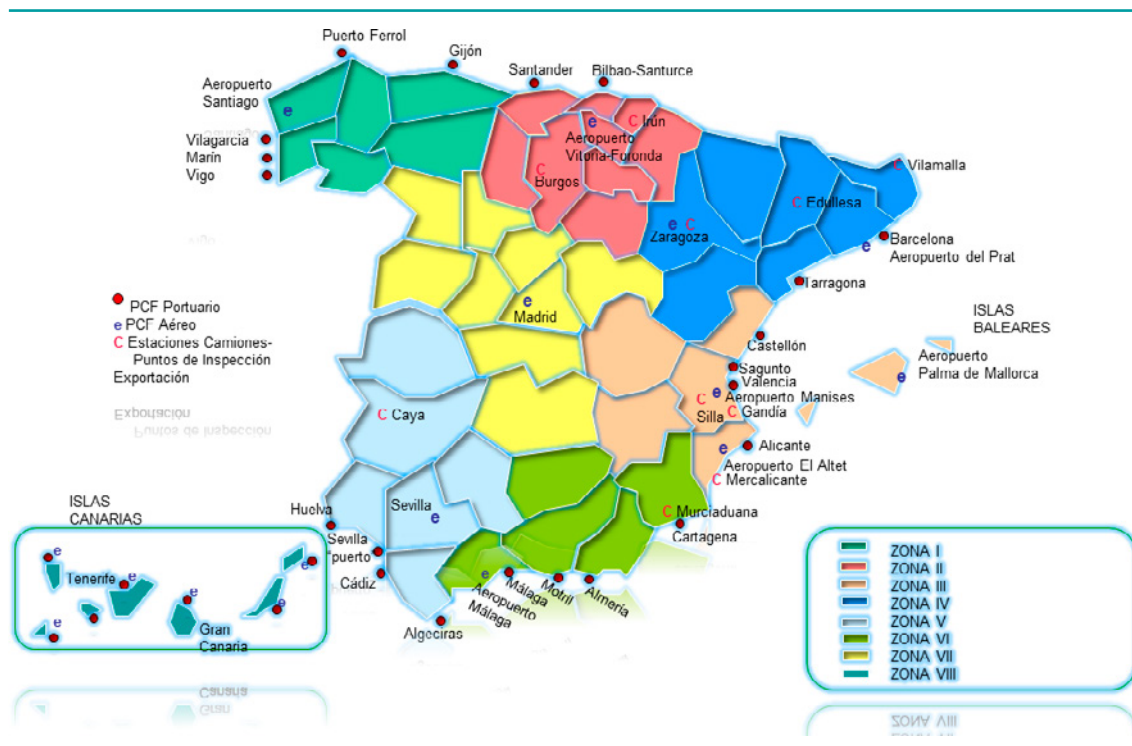 Puerto Ferrol
Gijón
Santander
Bilbao-Santurce
Aeropuerto
Santiago
e
Vilagarcia
Marín
Vigo
e
Aeropuerto
Vitoria-Foronda
C Irún
C
Burgos
C Vilamalla
C Edullesa
e C
Zaragoza
Barcelona
e
Aeropuerto del Prat
Tarragona
e
Madrid
PCF Portuario
e PCF Aéreo
C Estaciones Camiones-
Puntos de Inspección
Exportación
ISLAS
BALEARES
Aeropuerto
Palma de Mallorca
e
Castellón
Sagunto
Valencia
e
Aeropuerto Manises
C
Silla
C Gandía
C Caya
Alicante
e
Aeropuerto El Altet
C Mercalicante
C Murciaduana
Cartagena
Sevilla
e
Huelva
Sevilla
puerto
Cádiz
Algeciras
e
Aeropuerto
Málaga
Málaga
Motril
Almería
ISLAS
CANARIAS
e
Tenerife
e
e
e
e
e
Gran
Canaria
ZONA I
ZONA II
ZONA III
ZONA IV
ZONA V
ZONA VI
ZONA VII
ZONA VIII